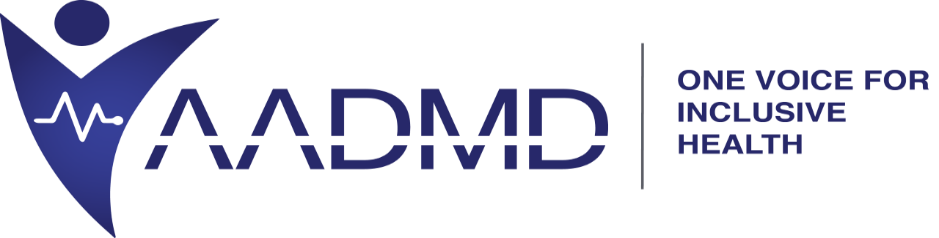 AADMD
ONE VOICE FOR
INCLUSIVE
HEALTH